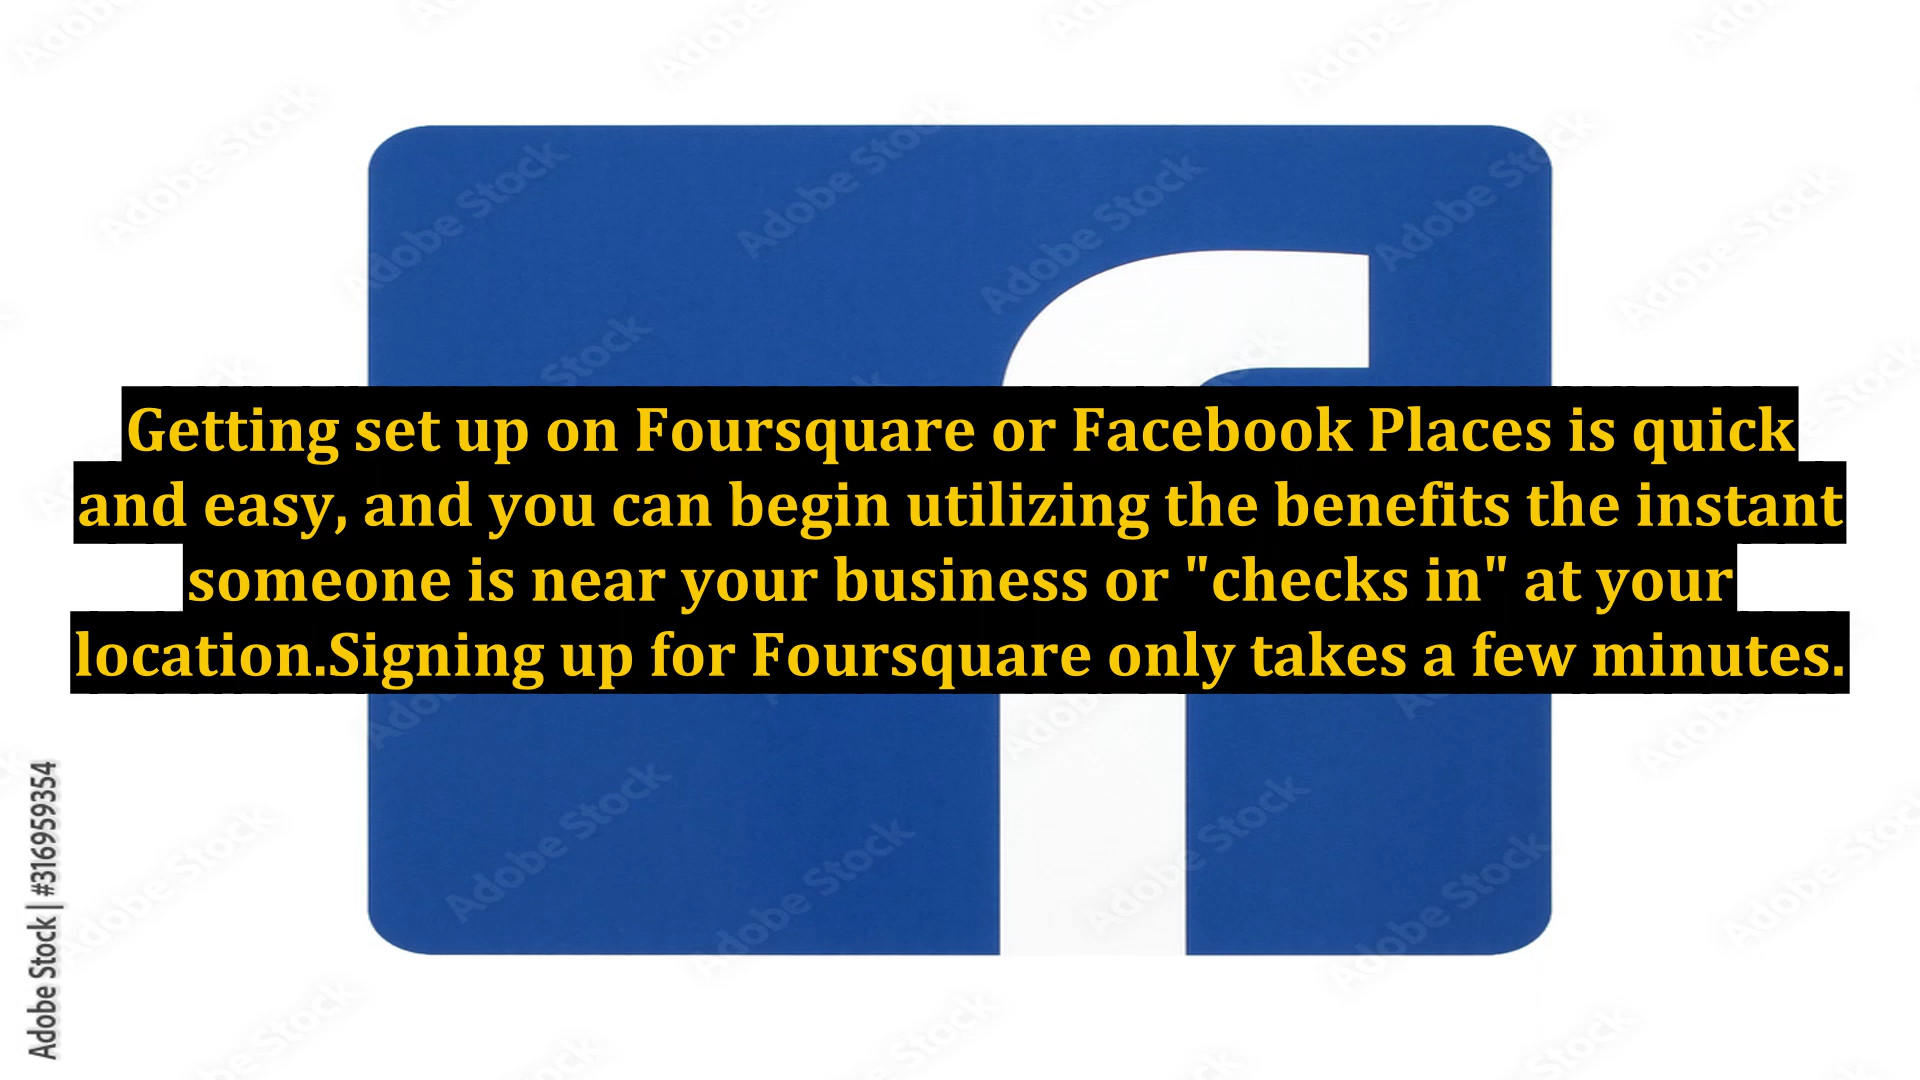 Getting set up on Foursquare or Facebook Places is quick
and easy, and you can begin utilizing the benefits the instant
someone is near your business or "checks in" at your
location.Signing up for Foursquare only takes a few minutes.
Adobe Stock | #316959354
Adobe Stock